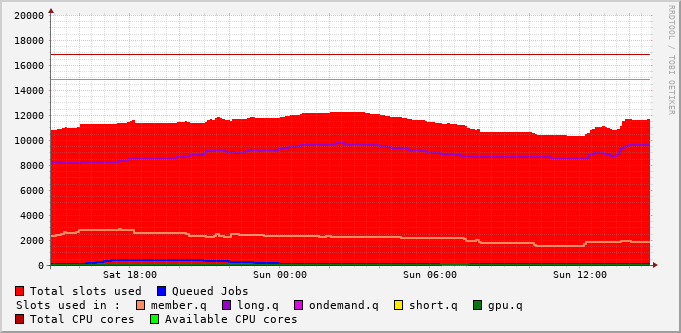 20000
18000
16000
14000
12000
10000
8000
6000
4000
2000
0
Sat 18:00 Sun 00:00 Sun 06:00 Sun 12:00
RRDTOOL / TOBI OETIKER
Total slots used Queued Jobs
Slots used in : member.q long.q ondemand.q short.q gpu.q
Total CPU cores Available CPU cores